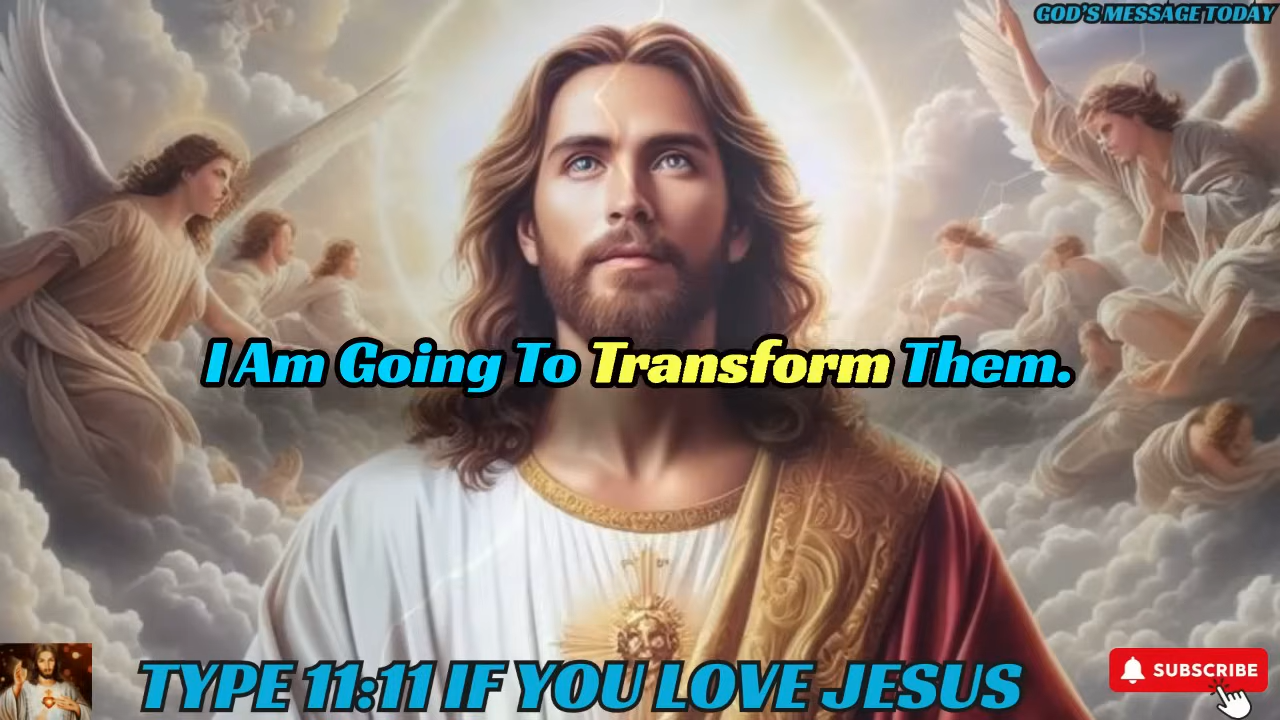 GOD'S MESSAGE TODAY
I Am Going To Transform Them.
TYPE 11:11 IF YOU LOVE JESUS
SUBSCRIBE